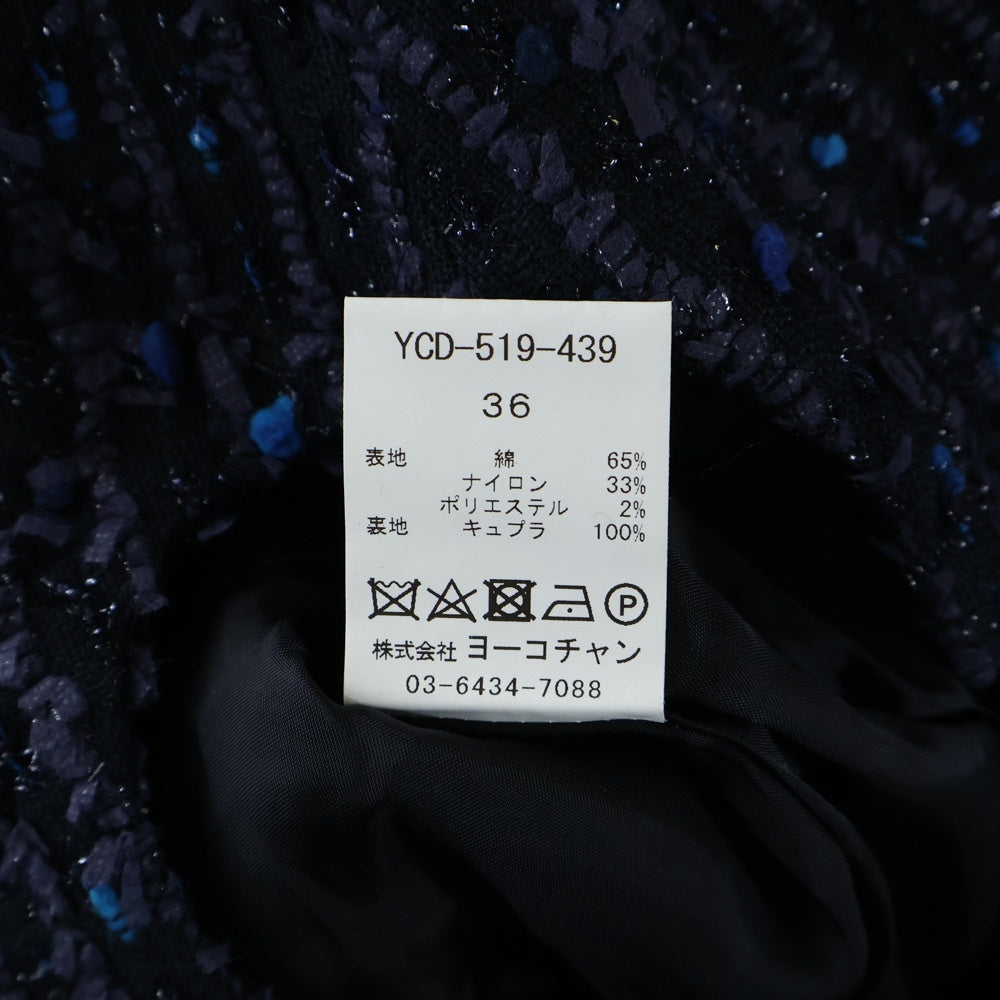 YCD-519-439
36
表地 綿 65%
ナイロン 33%
ポリエステル 2%
裏地 キュプラ 100%
P
株式会社 ヨーコチャン
03-6434-7088